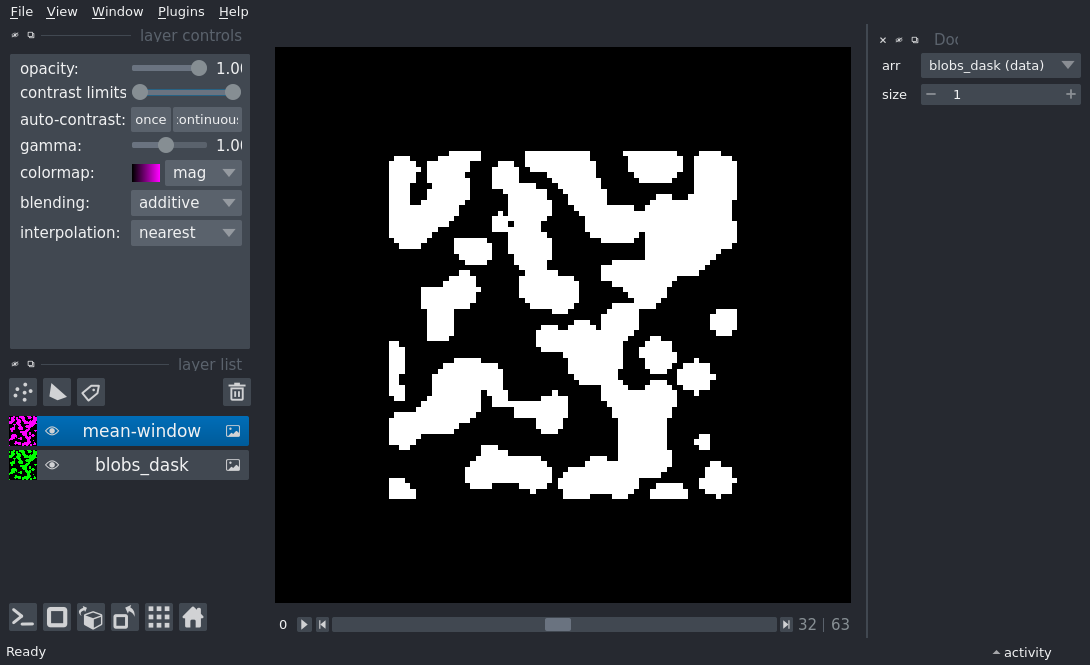 File View Window Plugins Help
layer controls
opacity: 1.0
contrast limits
auto-contrast: once :ontinuou
gamma: 1.0
colormap: mag
blending: additive
interpolation: nearest
layer list
mean-window
blobs_dask
0 32 | 63
Doc
arr blobs_dask (data)
size 1
Ready
activity